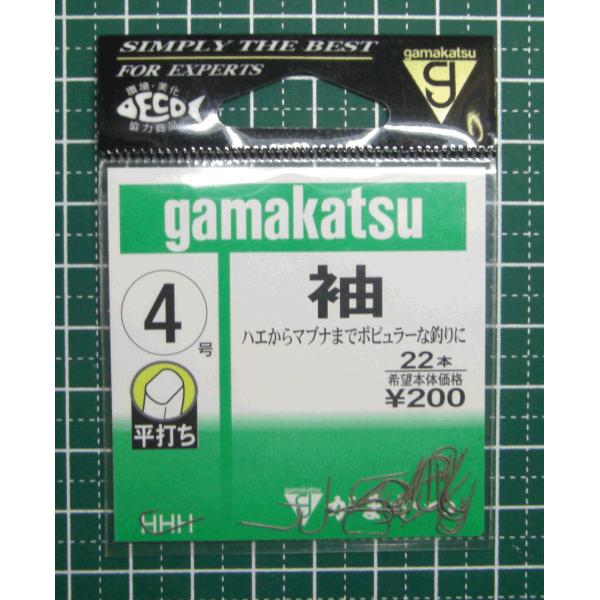 SIMPLY THE BEST
FOR EXPERTS
環境・美化
DECO
協力商品
gamakatsu
g
gamakatsu
4号
平打ち
袖
ハエからマブナまでポピュラーな釣りに
22本
希望本体価格
¥200
gamakatsu
HHH